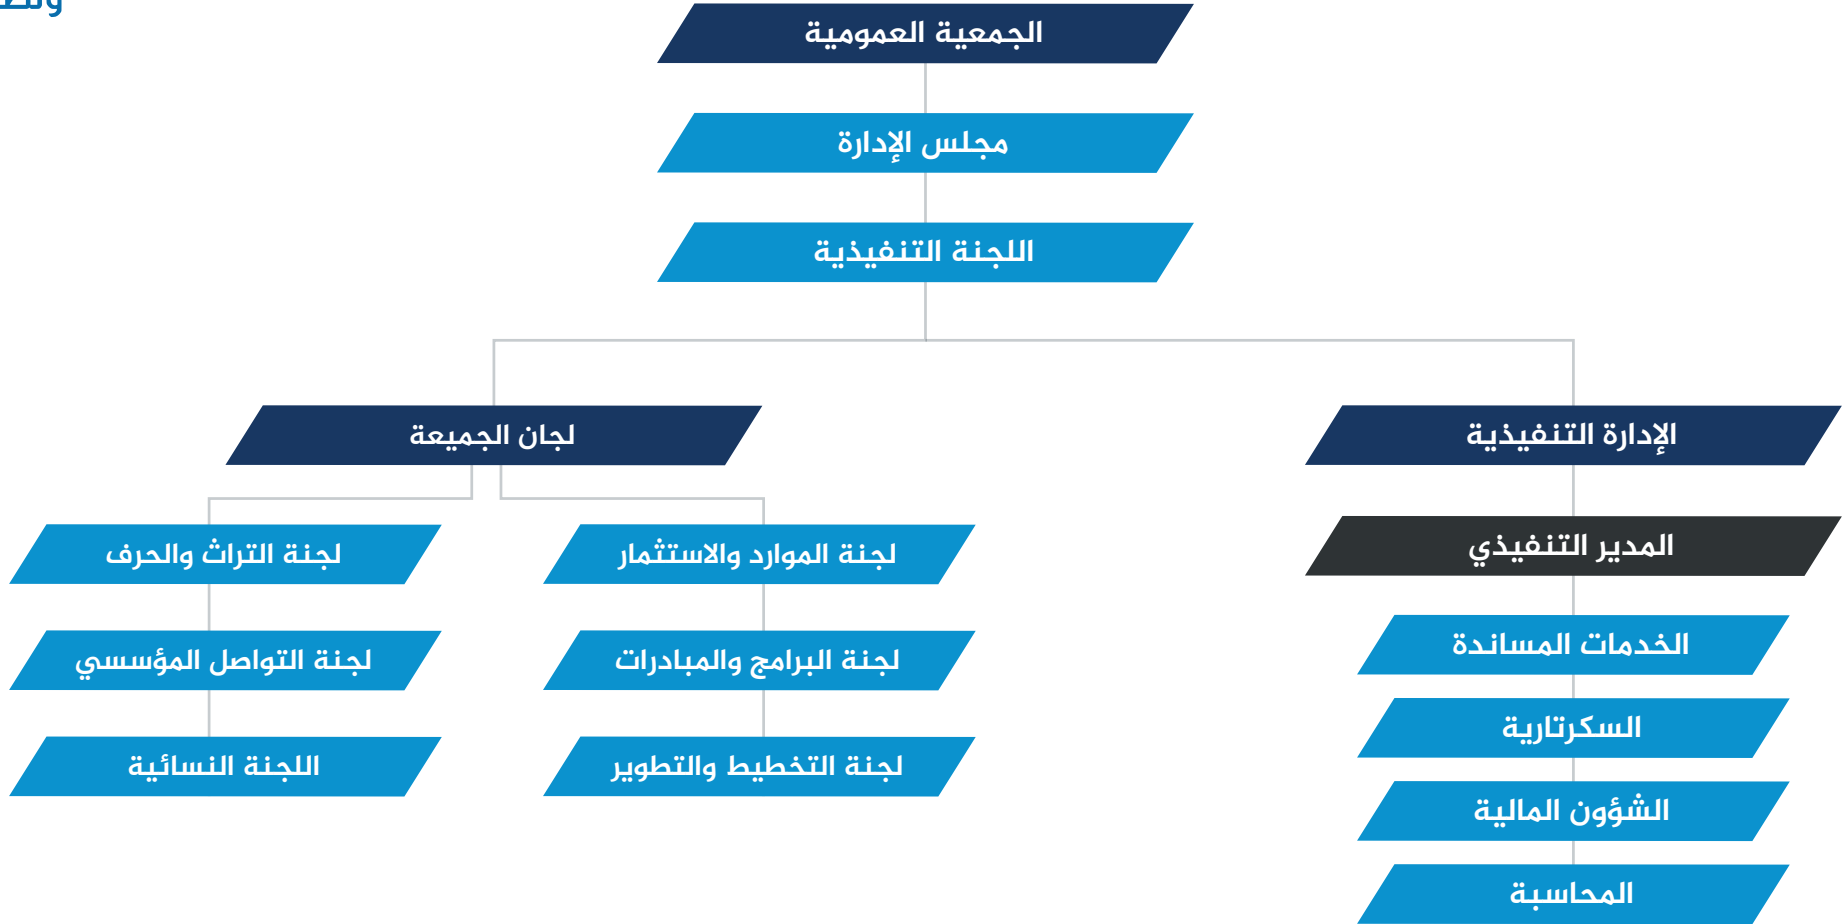 الجمعية العمومية
مجلس الإدارة
اللجنة التنفيذية
الإدارة التنفيذية
لجان الجميعة
المدير التنفيذي
الخدمات المساندة
السكرتارية
الشؤون المالية
المحاسبة
لجنة الموارد والاستثمار
لجنة البرامج والمبادرات
لجنة التخطيط والتطوير
لجنة التراث والحرف
لجنة التواصل المؤسسي
اللجنة النسائية